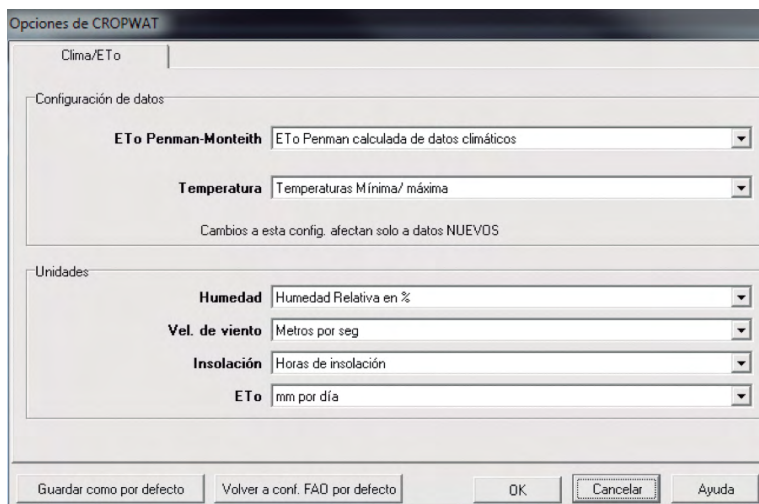 Opciones de CROPWAT
Clima/ETo
Configuración de datos
ETo Penman-Monteith ETo Penman calculada de datos climáticos
Temperatura Temperaturas Mínima/ máxima
Cambios a esta config. afectan solo a datos NUEVOS
Unidades
Humedad Humedad Relativa en %
Vel. de viento Metros por seg
Insolación Horas de insolación
ETo mm por día
Guardar como por defecto Volver a conf. FAO por defecto OK Cancelar Ayuda